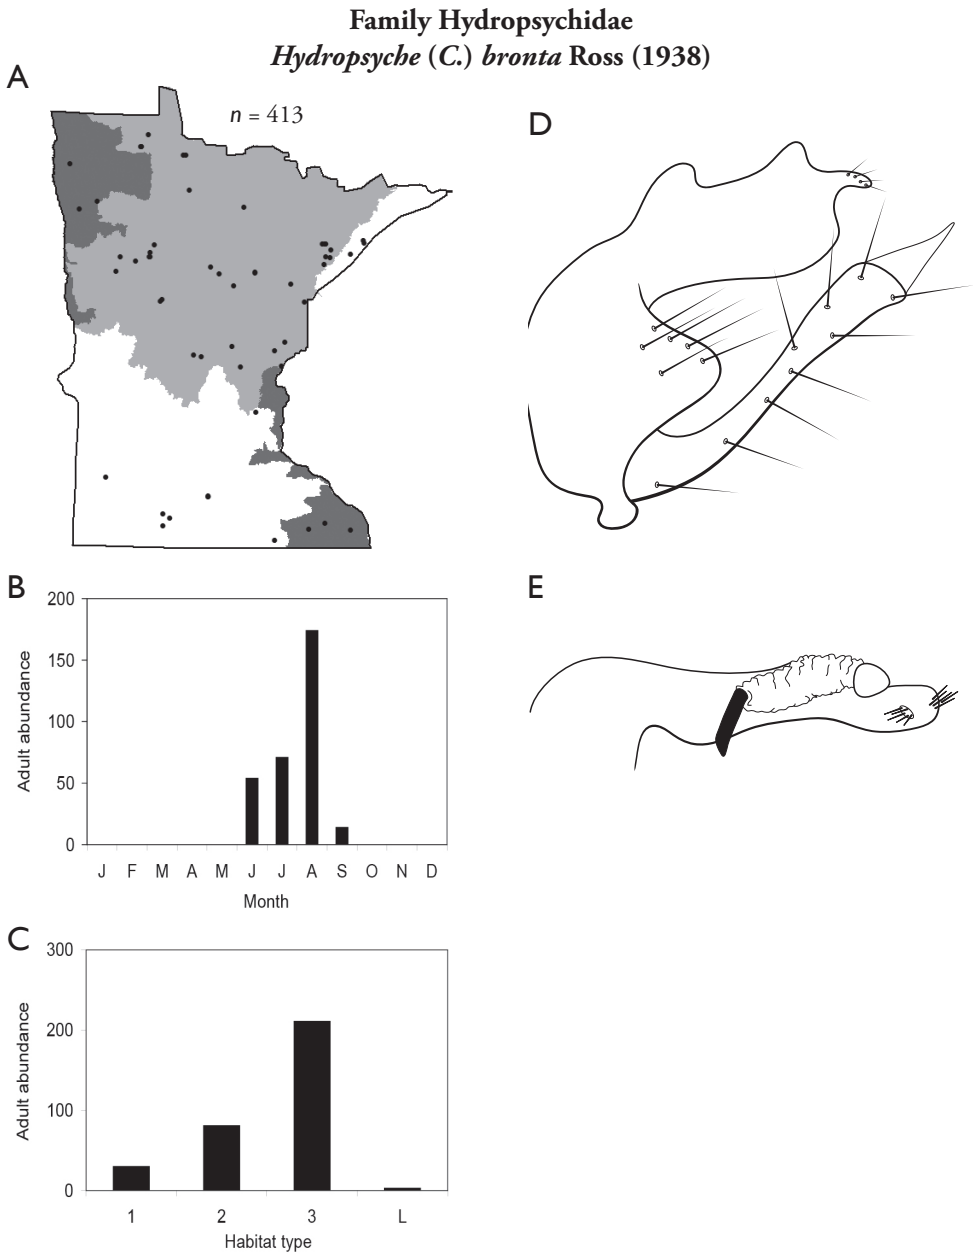 Family Hydropsychidae
Hydropsyche (C.) bronta Ross (1938)
A
n = 413
D
B
200
150
100
50
0
Adult abundance
J F M A M J J A S O N D
Month
E
C
300
200
100
0
Adult abundance
1 2 3 L
Habitat type